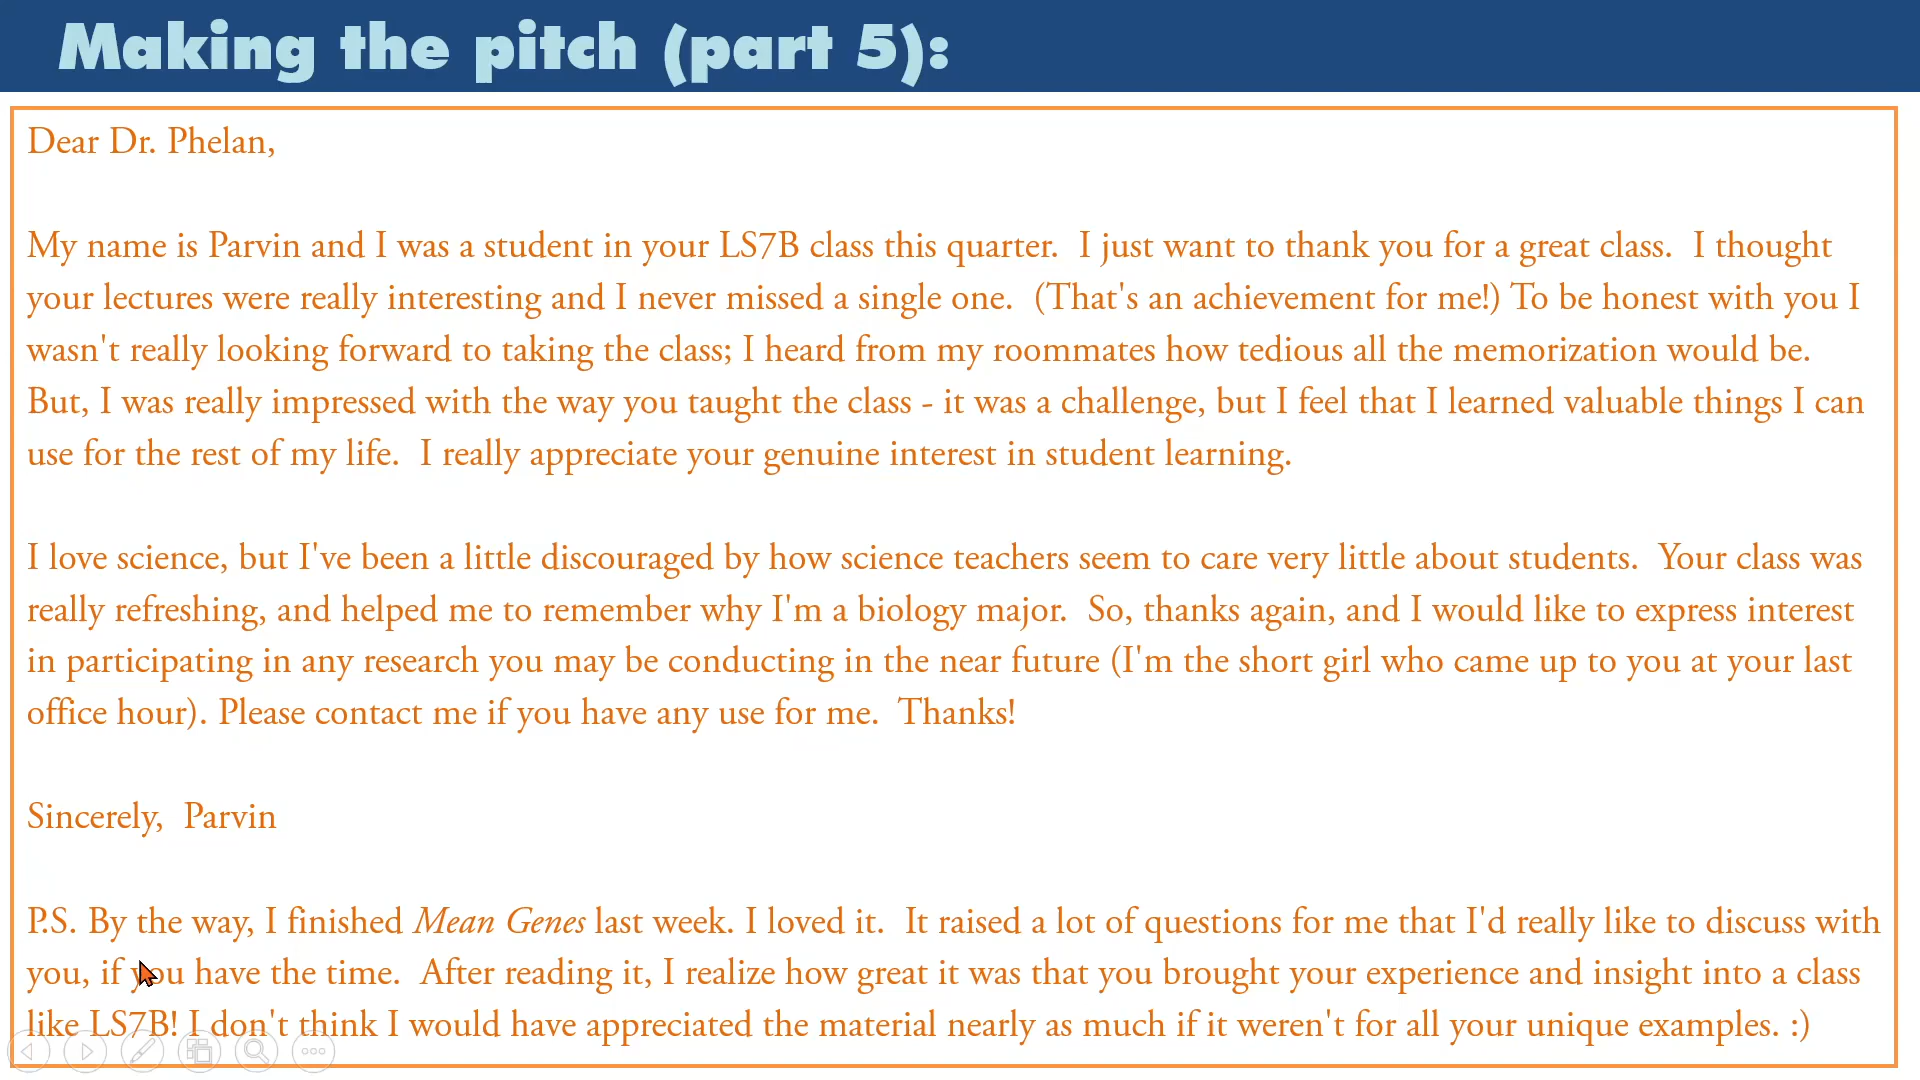 Making the pitch (part 5):
Dear Dr. Phelan,
My name is Parvin and I was a student in your LS7B class this quarter.  I just want to thank you for a great class.  I thought
your lectures were really interesting and I never missed a single one.  (That's an achievement for me!) To be honest with you I
wasn't really looking forward to taking the class; I heard from my roommates how tedious all the memorization would be.
But, I was really impressed with the way you taught the class - it was a challenge, but I feel that I learned valuable things I can
use for the rest of my life.  I really appreciate your genuine interest in student learning.
I love science, but I've been a little discouraged by how science teachers seem to care very little about students.  Your class was
really refreshing, and helped me to remember why I'm a biology major.  So, thanks again, and I would like to express interest
in participating in any research you may be conducting in the near future (I'm the short girl who came up to you at your last
office hour). Please contact me if you have any use for me.  Thanks!
Sincerely,  Parvin
P.S. By the way, I finished Mean Genes last week. I loved it.  It raised a lot of questions for me that I'd really like to discuss with
you, if you have the time.  After reading it, I realize how great it was that you brought your experience and insight into a class
like LS7B! I don't think I would have appreciated the material nearly as much if it weren't for all your unique examples. :)